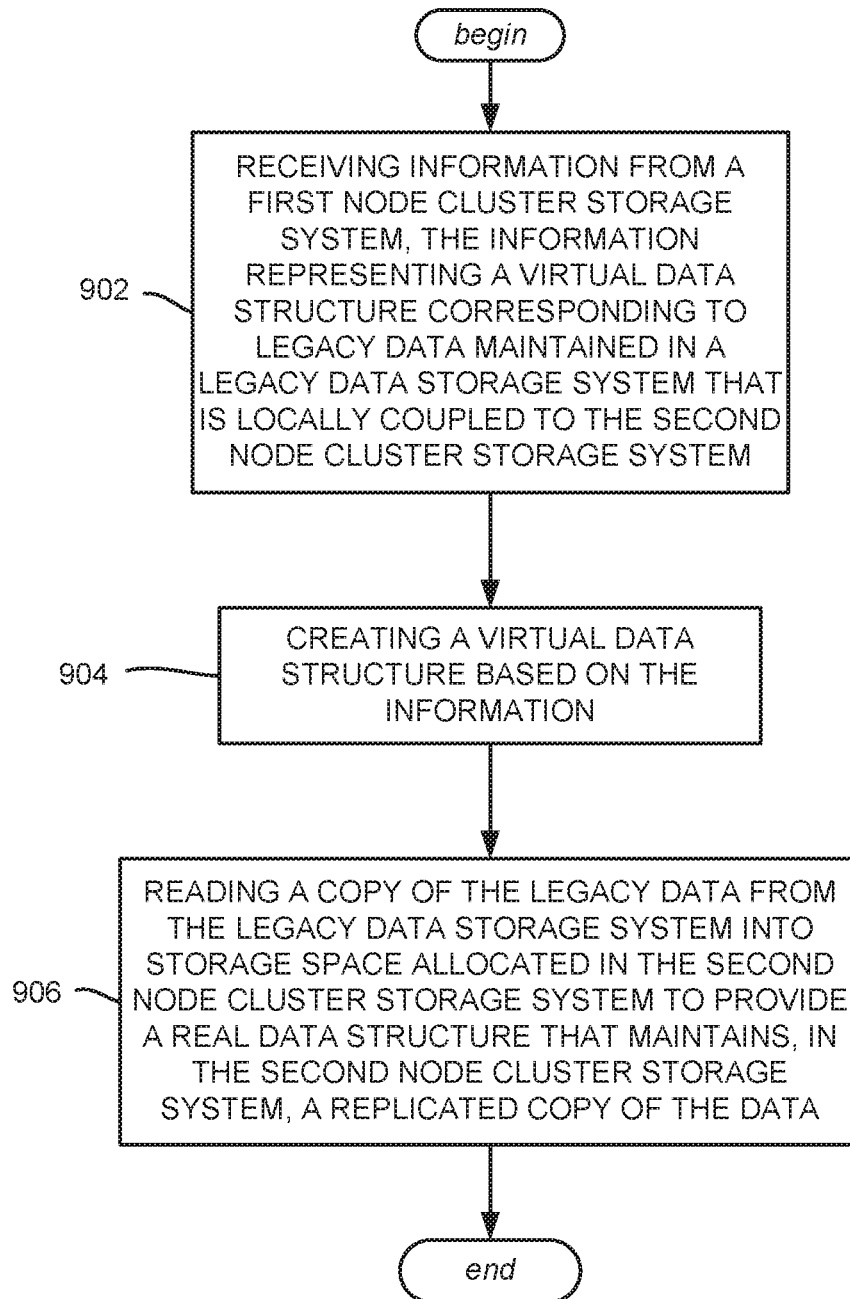 begin
RECEIVING INFORMATION FROM A
FIRST NODE CLUSTER STORAGE
SYSTEM, THE INFORMATION
REPRESENTING A VIRTUAL DATA
STRUCTURE CORRESPONDING TO
LEGACY DATA MAINTAINED IN A
LEGACY DATA STORAGE SYSTEM THAT
IS LOCALLY COUPLED TO THE SECOND
NODE CLUSTER STORAGE SYSTEM
902
CREATING A VIRTUAL DATA
STRUCTURE BASED ON THE
INFORMATION
904
READING A COPY OF THE LEGACY DATA FROM
THE LEGACY DATA STORAGE SYSTEM INTO
STORAGE SPACE ALLOCATED IN THE SECOND
NODE CLUSTER STORAGE SYSTEM TO PROVIDE
A REAL DATA STRUCTURE THAT MAINTAINS, IN
THE SECOND NODE CLUSTER STORAGE
SYSTEM, A REPLICATED COPY OF THE DATA
906
end